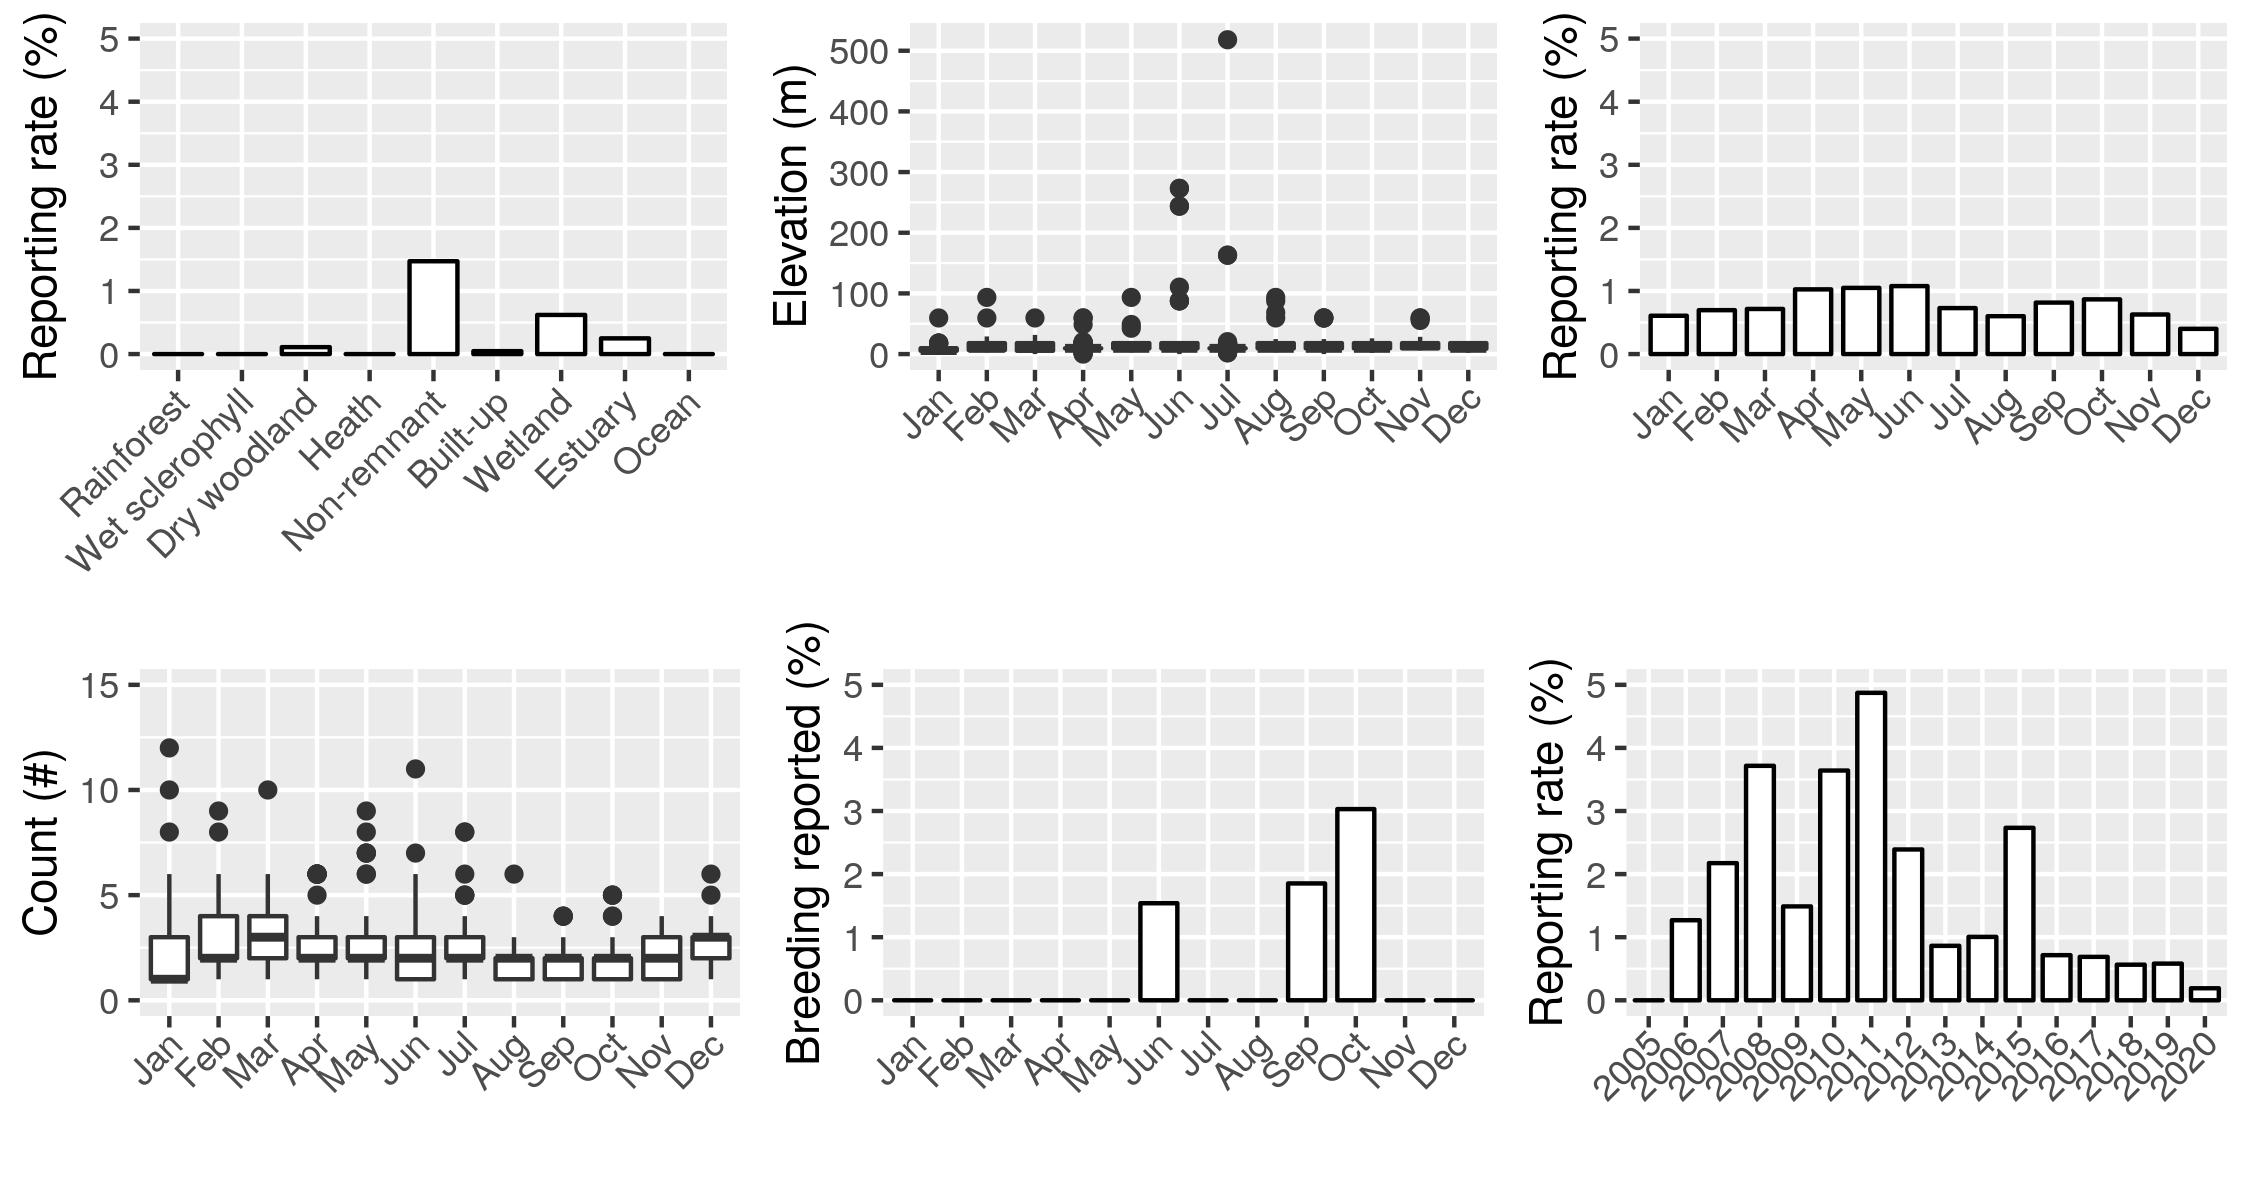 Reporting rate (%)
5
4
3
2
1
0
Rainforest
Wet sclerophyll
Dry woodland
Heath
Non-remnant
Built-up
Wetland
Estuary
Ocean
Elevation (m)
500
400
300
200
100
0
Jan
Feb
Mar
Apr
May
Jun
Jul
Aug
Sep
Oct
Nov
Dec
Reporting rate (%)
5
4
3
2
1
0
Jan
Feb
Mar
Apr
May
Jun
Jul
Aug
Sep
Oct
Nov
Dec
Count (#)
15
10
5
0
Jan
Feb
Mar
Apr
May
Jun
Jul
Aug
Sep
Oct
Nov
Dec
Breeding reported (%)
5
4
3
2
1
0
Jan
Feb
Mar
Apr
May
Jun
Jul
Aug
Sep
Oct
Nov
Dec
Reporting rate (%)
5
4
3
2
1
0
2005
2006
2007
2008
2009
2010
2011
2012
2013
2014
2015
2016
2017
2018
2019
2020